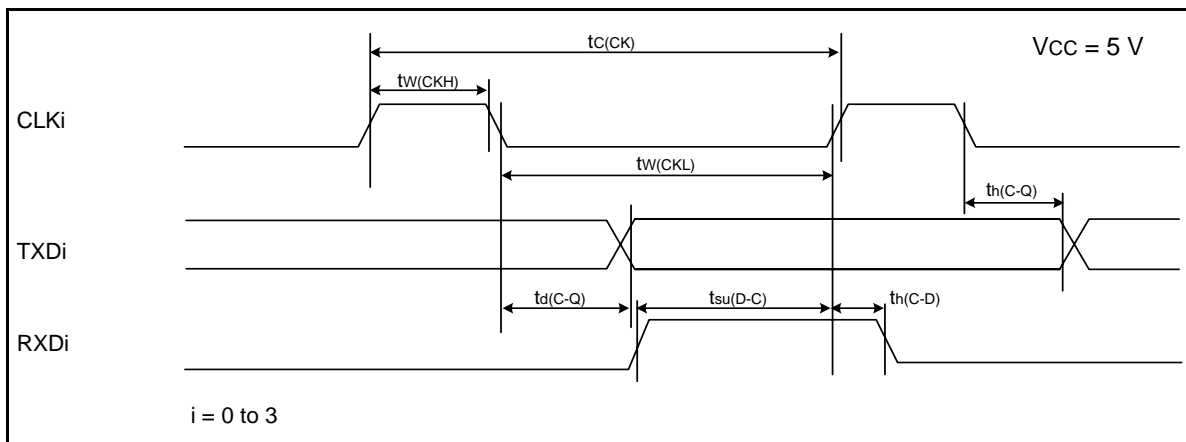 tC(CK)
VCC = 5 V
tW(CKH)
CLKi
tW(CKL)
th(C-Q)
TXDi
td(C-Q)
tsu(D-C)
th(C-D)
RXDi
i = 0 to 3